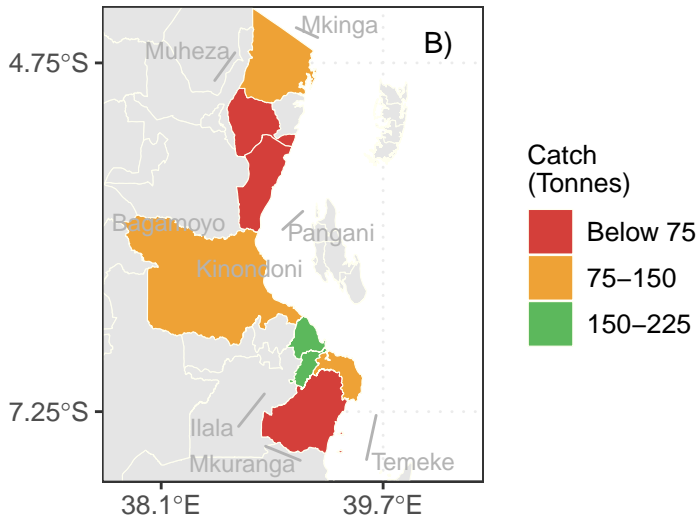 Mkinga
B)
Muheza
4.75°S
Catch
(Tonnes)
Below 75
75–150
150–225
Bagamoyo
Pangani
Kinondoni
7.25°S
Ilala
Mkuranga
Temeke
38.1°E
39.7°E